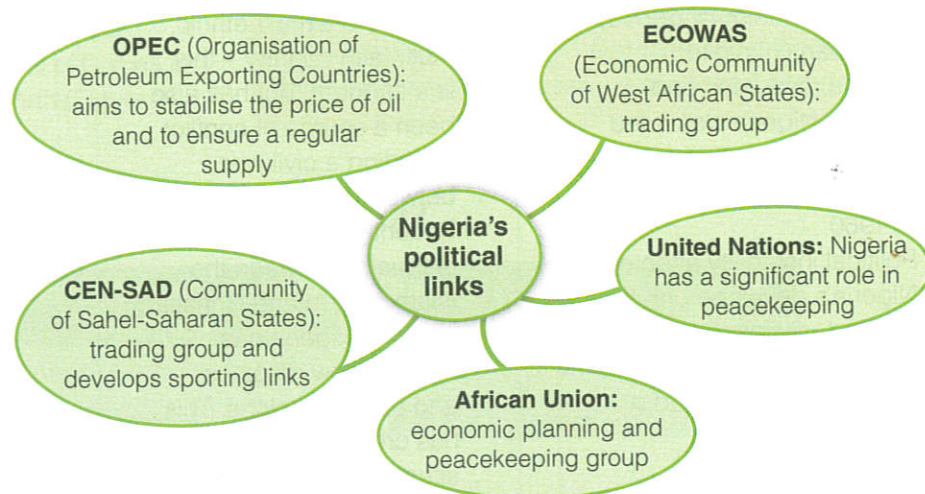 OPEC (Organisation of
Petroleum Exporting Countries):
aims to stabilise the price of oil
and to ensure a regular
supply
ECOWAS
(Economic Community
of West African States):
trading group
Nigeria's
political
links
United Nations: Nigeria
has a significant role in
peacekeeping
CEN-SAD (Community
of Sahel-Saharan States):
trading group and
develops sporting links
African Union:
economic planning and
peacekeeping group